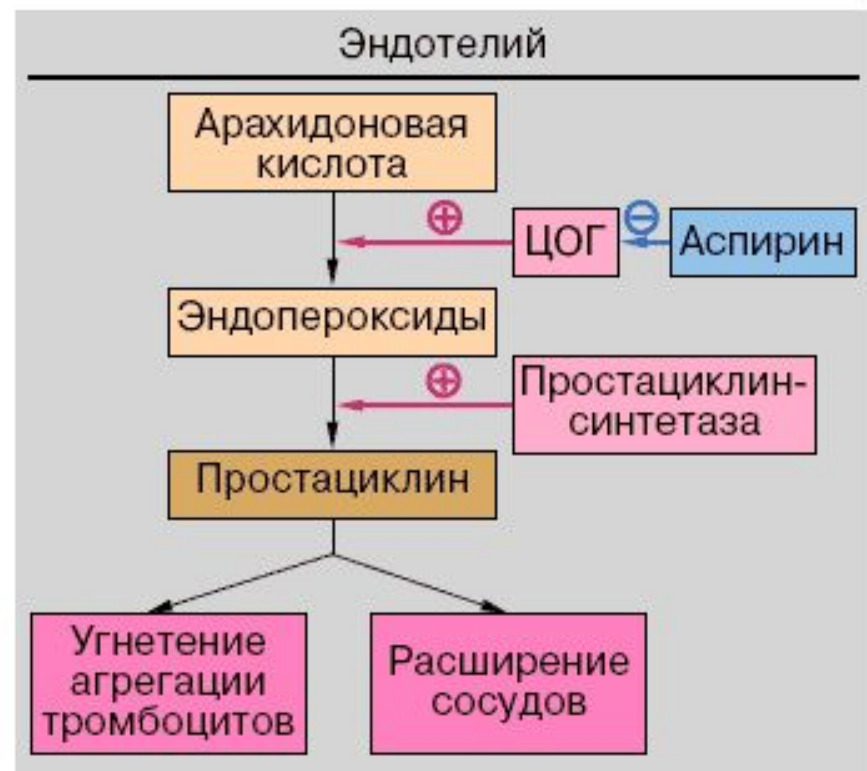 Эндотелий
Арахидоновая
кислота
⊕
ЦОГ
⊖
Аспирин
Эндопероксиды
⊕
Простациклин-
синтетаза
Простациклин
Угнетение
агрегации
тромбоцитов
Расширение
сосудов